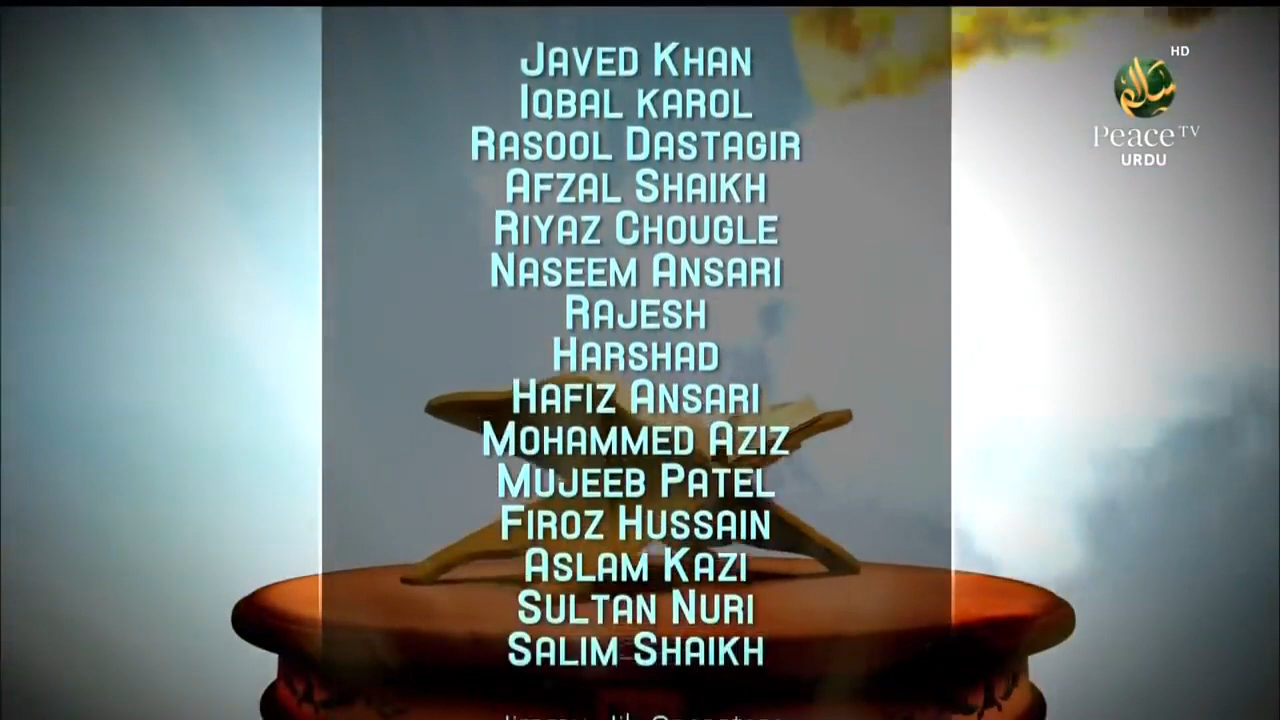 JAVED KHAN
IQBAL KAROL
RASOOL DASTAGIR
AFZAL SHAIKH
RIYAZ CHOUGLE
NASEEM ANSARI
RAJESH
HARSHAD
HAFIZ ANSARI
MOHAMMED AZIZ
MUJEEB PATEL
FIROZ HUSSAIN
ASLAM KAZI
SULTAN NURI
SALIM SHAIKH
HD
سلام
Peace TV
URDU